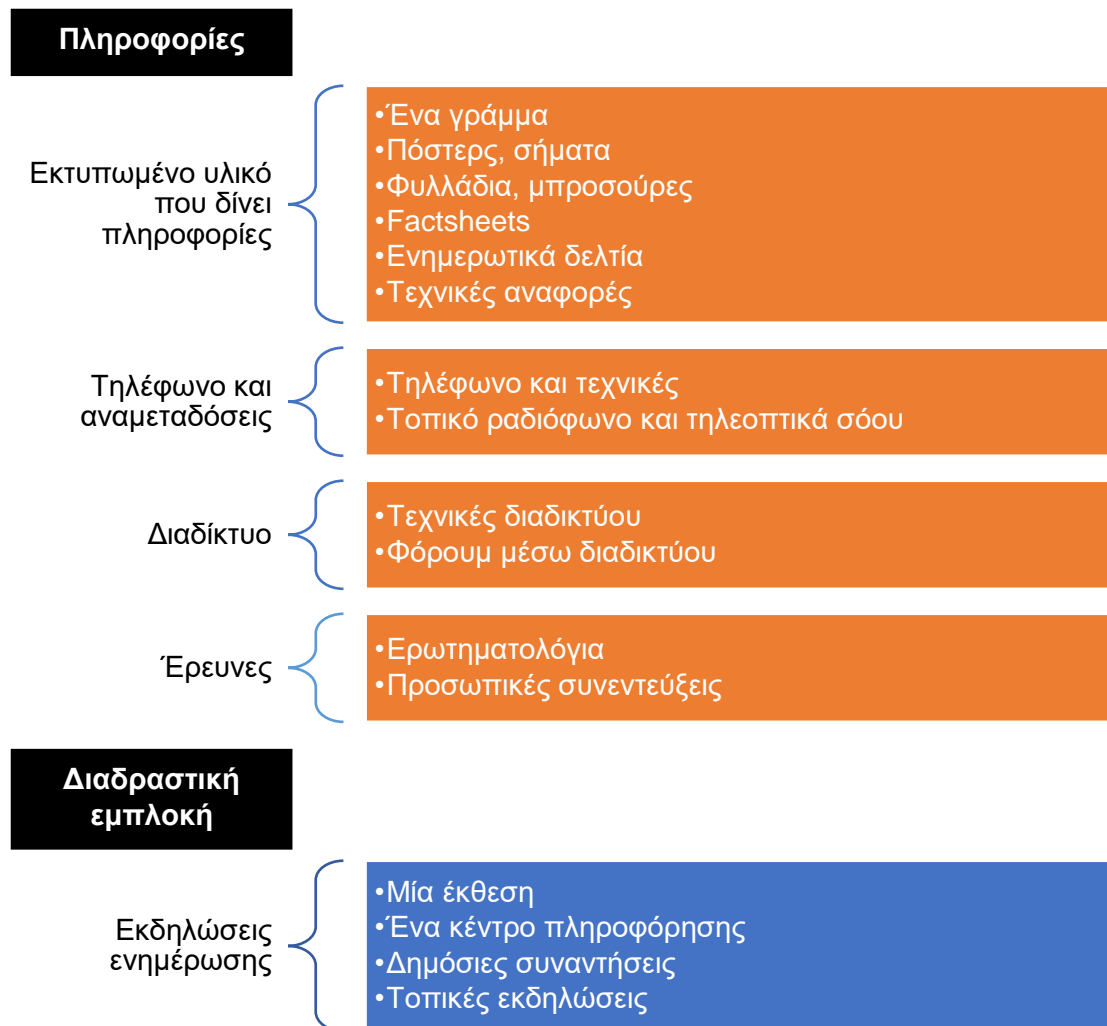 Πληροφορίες
Εκτυπωμένο υλικό
που δίνει
πληροφορίες
•Ένα γράμμα
•Πόστερς, σήματα
•Φυλλάδια, μπροσούρες
•Factsheets
•Ενημερωτικά δελτία
•Τεχνικές αναφορές
Τηλέφωνο και
αναμεταδόσεις
•Τηλέφωνο και τεχνικές
•Τοπικό ραδιόφωνο και τηλεοπτικά σόου
Διαδίκτυο
•Τεχνικές διαδικτύου
•Φόρουμ μέσω διαδικτύου
Έρευνες
•Ερωτηματολόγια
•Προσωπικές συνεντεύξεις
Διαδραστική
εμπλοκή
Εκδηλώσεις
ενημέρωσης
•Μία έκθεση
•Ένα κέντρο πληροφόρησης
•Δημόσιες συναντήσεις
•Τοπικές εκδηλώσεις